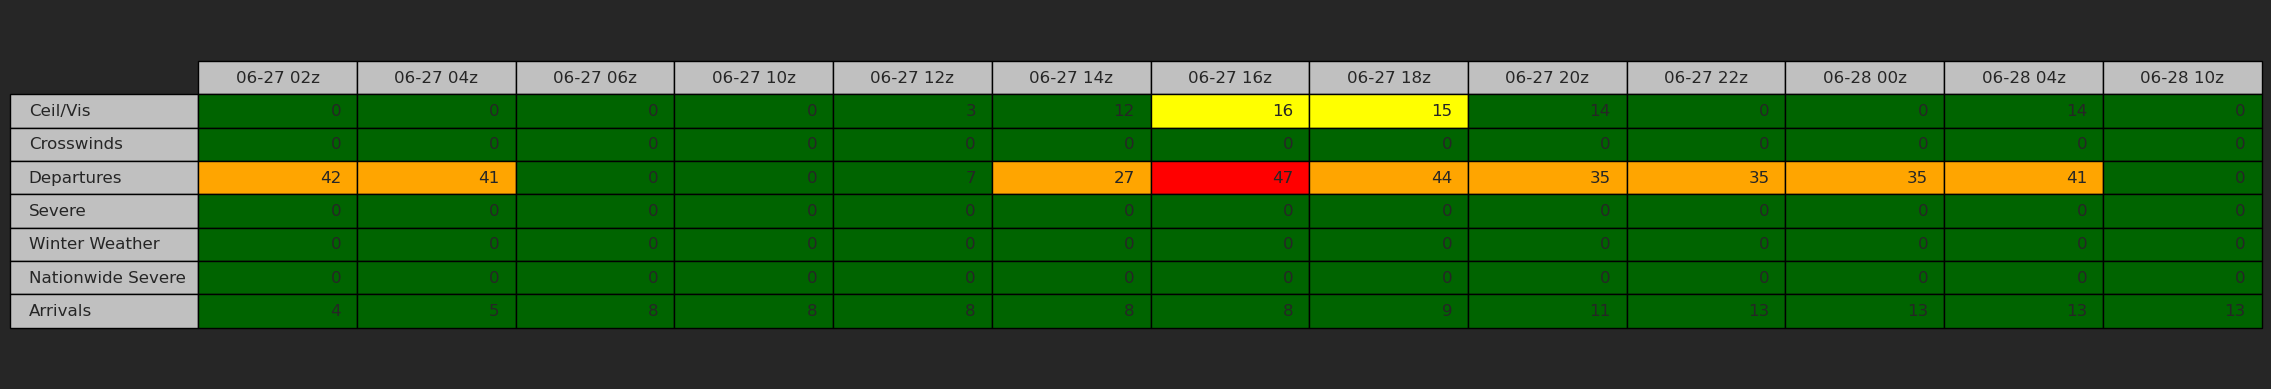 06-27 02z 06-27 04z 06-27 06z 06-27 10z 06-27 12z 06-27 14z 06-27 16z 06-27 18z 06-27 20z 06-27 22z 06-28 00z 06-28 04z 06-28 10z
Ceil/Vis 0 0 0 0 3 12 16 15 14 0 0 14 0
Crosswinds 0 0 0 0 0 0 0 0 0 0 0 0 0
Departures 42 41 0 0 7 27 47 44 35 35 35 41 0
Severe 0 0 0 0 0 0 0 0 0 0 0 0 0
Winter Weather 0 0 0 0 0 0 0 0 0 0 0 0 0
Nationwide Severe 0 0 0 0 0 0 0 0 0 0 0 0 0
Arrivals 4 5 8 8 8 8 8 9 11 13 13 13 13